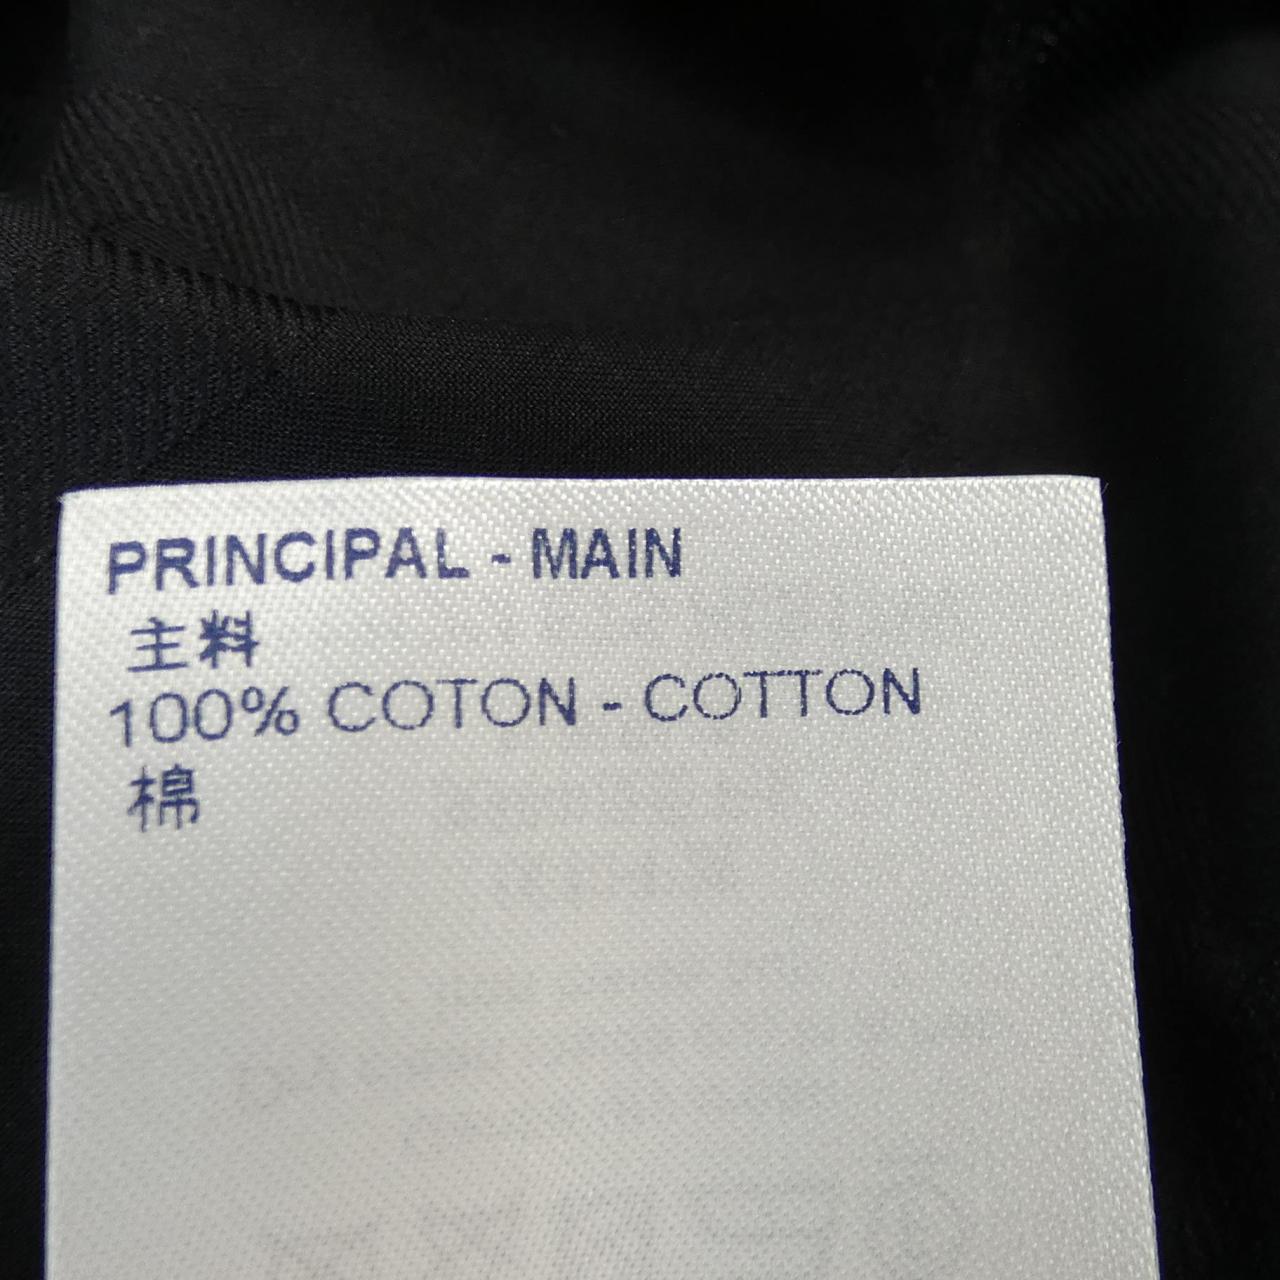 PRINCIPAL - MAIN
主料
100% COTON - COTTON
棉